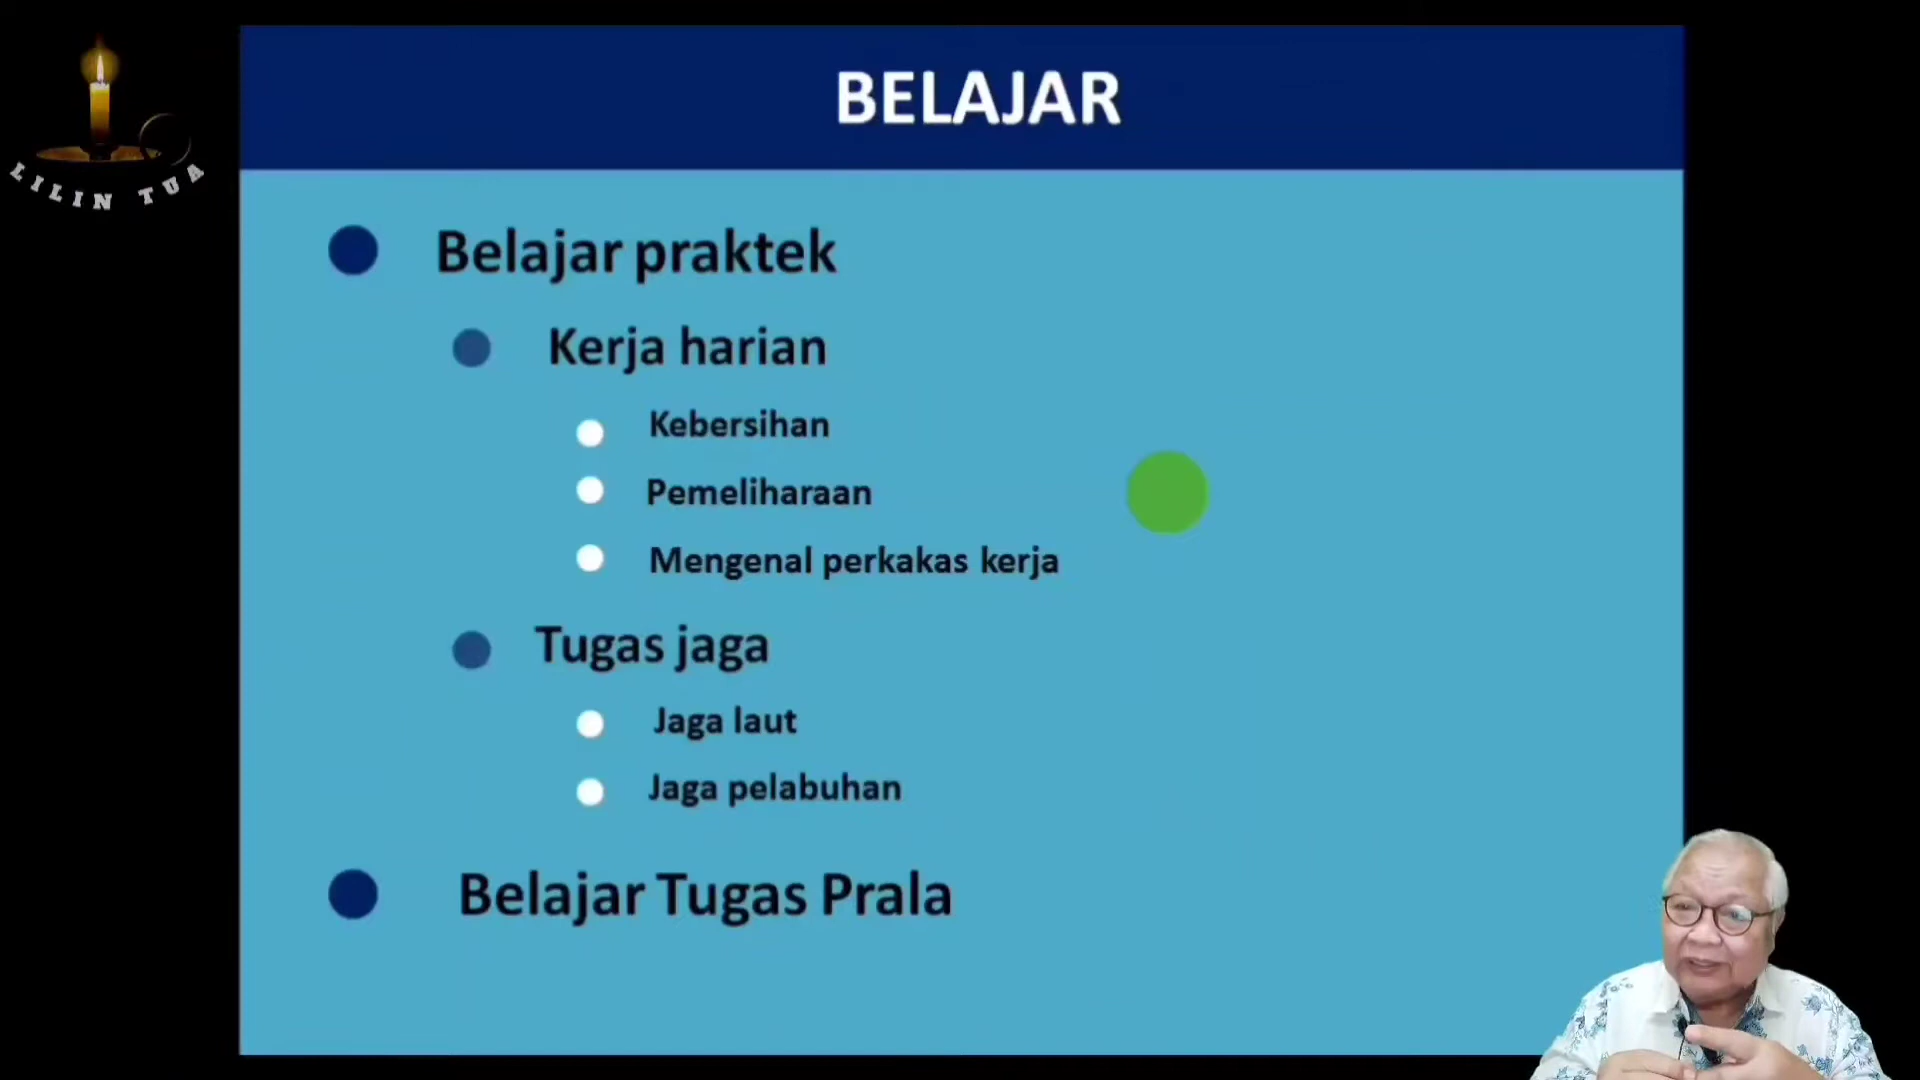 LILIN TUA
BELAJAR
Belajar praktek
Kerja harian
Kebersihan
Pemeliharaan
Mengenal perkakas kerja
Tugas jaga
Jaga laut
Jaga pelabuhan
Belajar Tugas Prala